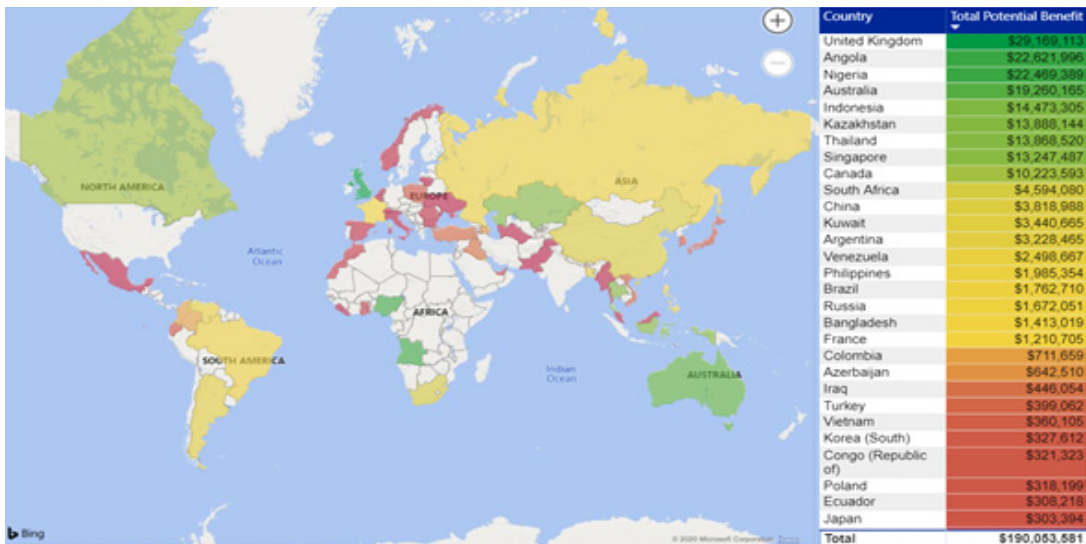 NORTH AMERICA
Atlantic
Ocean
SOUTH AMERICA
EUROPE
AFRICA
ASIA
Indian
Ocean
AUSTRALIA
Bing
© 2020 Microsoft Corporation Terms
Country Total Potential Benefit
United Kingdom $29,169,113
Angola $22,621,996
Nigeria $22,469,389
Australia $19,260,165
Indonesia $14,473,305
Kazakhstan $13,888,144
Thailand $13,868,520
Singapore $13,247,487
Canada $10,223,593
South Africa $4,594,080
China $3,818,988
Kuwait $3,440,665
Argentina $3,228,465
Venezuela $2,498,667
Philippines $1,985,354
Brazil $1,762,710
Russia $1,672,051
Bangladesh $1,413,019
France $1,210,705
Colombia $711,659
Azerbaijan $642,510
Iraq $446,054
Turkey $399,062
Vietnam $360,105
Korea (South) $327,612
Congo (Republic $321,323
of)
Poland $318,199
Ecuador $308,218
Japan $303,394
Total $190,053,581